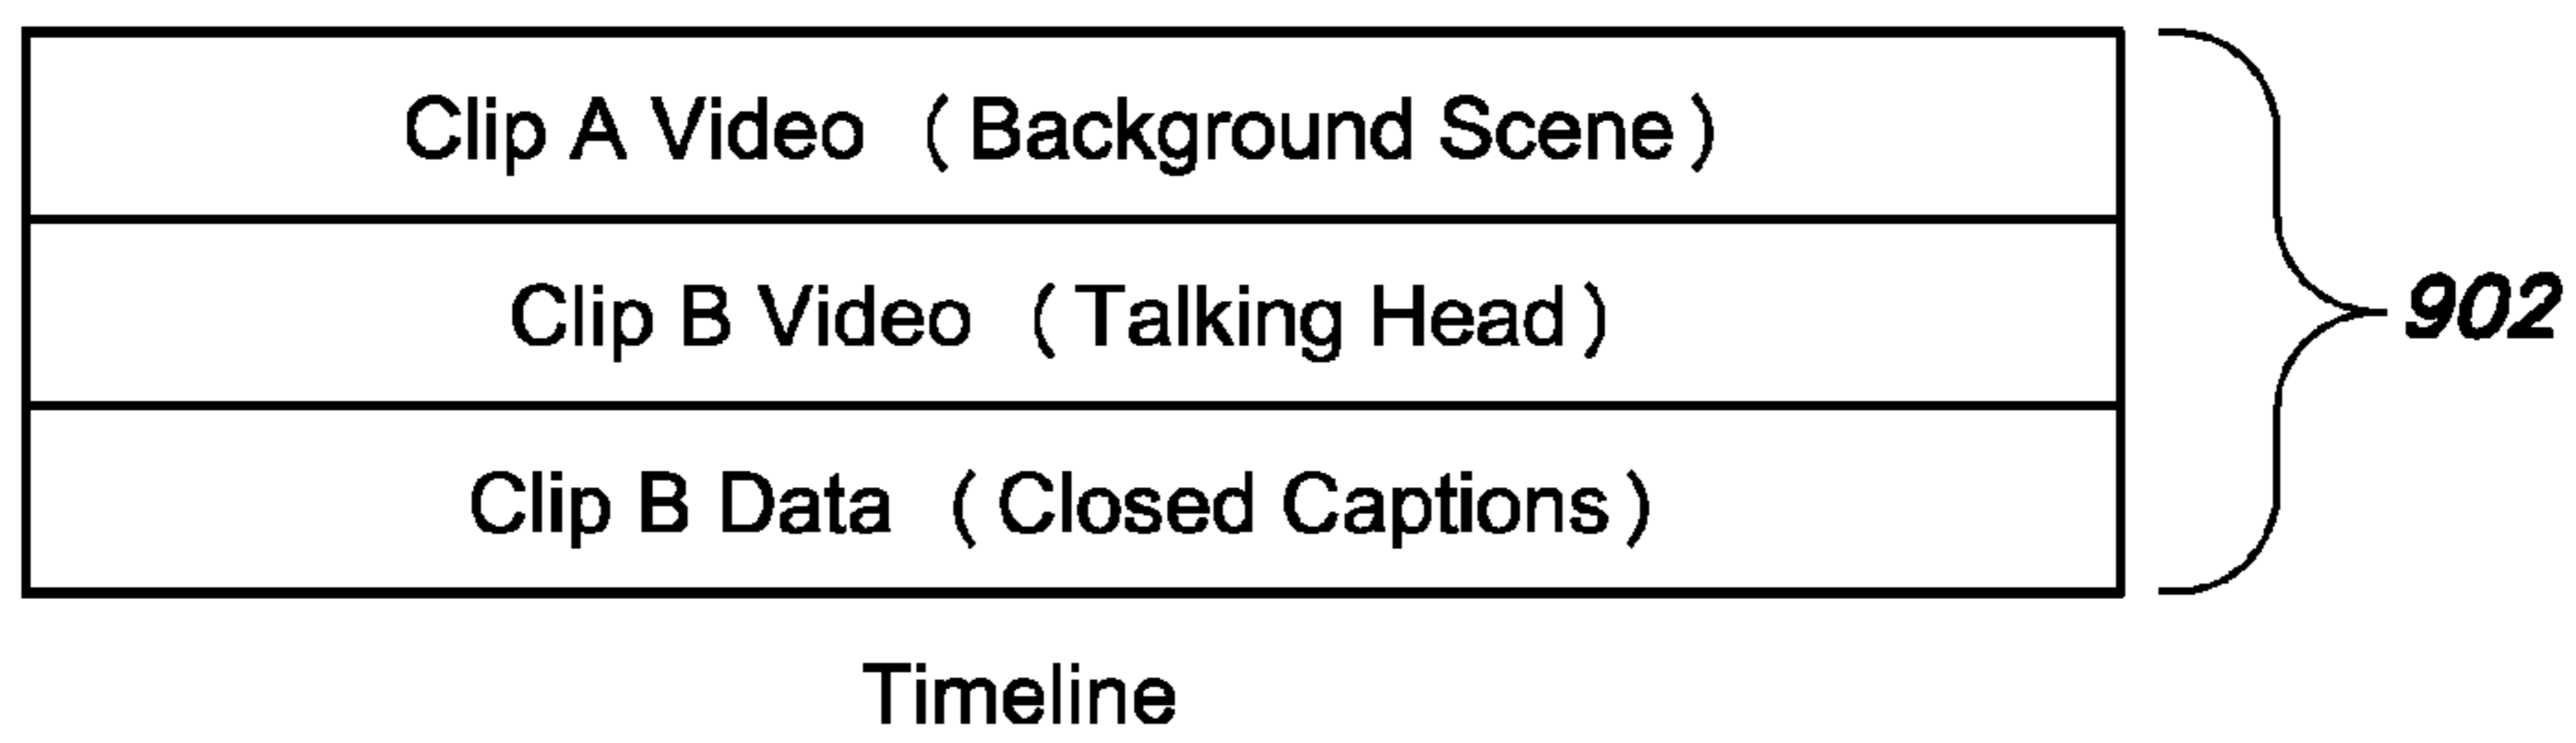 Clip A Video (Background Scene)
Clip B Video (Talking Head)
902
Clip B Data (Closed Captions)
Timeline